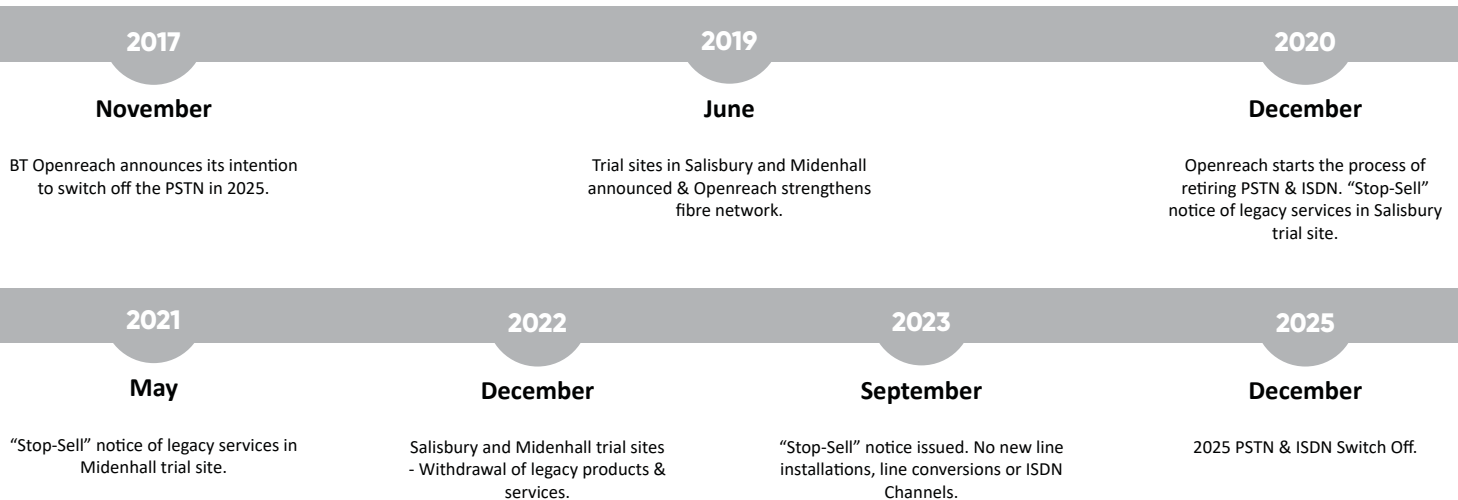 2017
November
BT Openreach announces its intention
to switch off the PSTN in 2025.
2019
June
Trial sites in Salisbury and Midenhall
announced & Openreach strengthens
fibre network.
2020
December
Openreach starts the process of
retiring PSTN & ISDN. “Stop-Sell”
notice of legacy services in Salisbury
trial site.
2021
May
“Stop-Sell” notice of legacy services in
Midenhall trial site.
2022
December
Salisbury and Midenhall trial sites
- Withdrawal of legacy products &
services.
2023
September
“Stop-Sell” notice issued. No new line
installations, line conversions or ISDN
Channels.
2025
December
2025 PSTN & ISDN Switch Off.